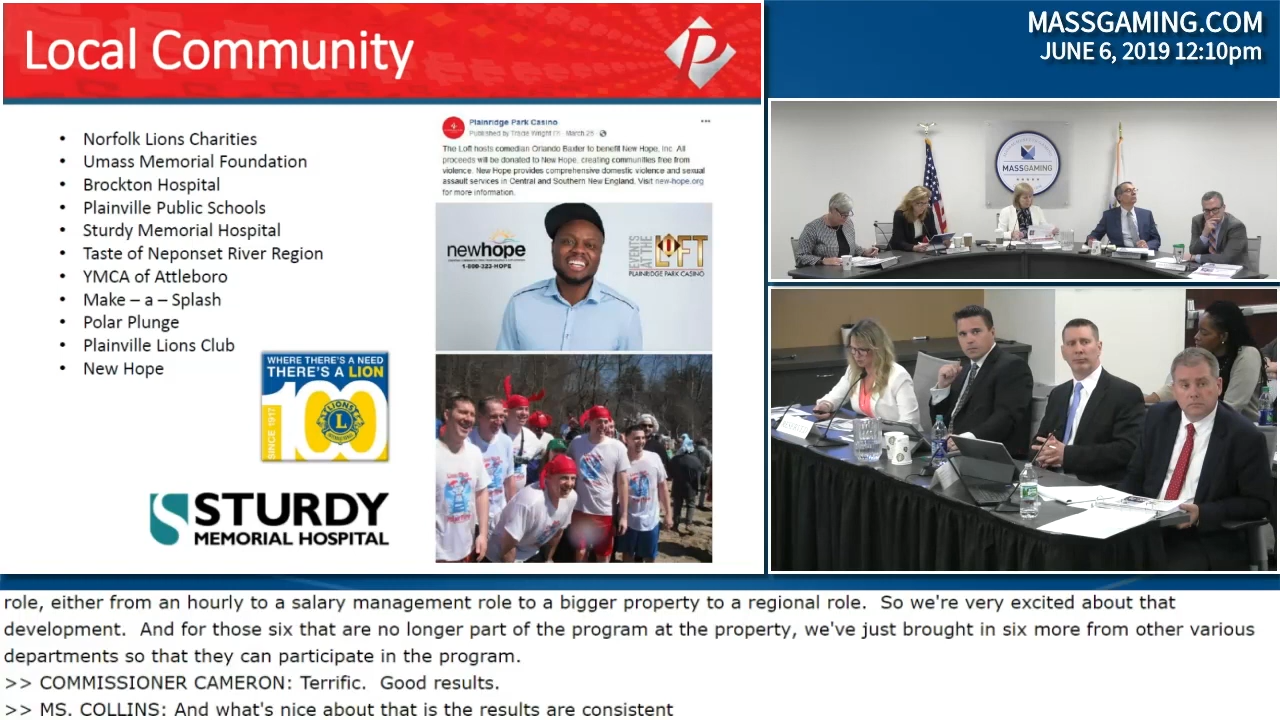 Local Community
P
MASSGAMING.COM
JUNE 6, 2019 12:10pm
• Norfolk Lions Charities
• Umass Memorial Foundation
• Brockton Hospital
• Plainville Public Schools
• Sturdy Memorial Hospital
• Taste of Neponset River Region
• YMCA of Attleboro
• Make – a – Splash
• Polar Plunge
• Plainville Lions Club
• New Hope
Plainridge Park Casino
Published by Tracie Wright · March 25 ·
The Loft hosts comedian Orlando Baxter to benefit New Hope, Inc. All
proceeds will be donated to New Hope, creating communities free from
violence. New Hope provides comprehensive domestic violence and sexual
assault services in Central and Southern New England. Visit new-hope.org
for more information.
newhope
1-800-323-HOPE
EVENTS AT THE LOFT
PLAINRIDGE PARK CASINO
WHERE THERE'S A NEED
THERE'S A LION
100
SINCE 1917
LIONS
L
INTERNATIONAL
STURDY
MEMORIAL HOSPITAL
MASSGAMING
role, either from an hourly to a salary management role to a bigger property to a regional role. So we're very excited about that
development. And for those six that are no longer part of the program at the property, we've just brought in six more from other various
departments so that they can participate in the program.
>> COMMISSIONER CAMERON: Terrific. Good results.
>> MS. COLLINS: And what's nice about that is the results are consistent